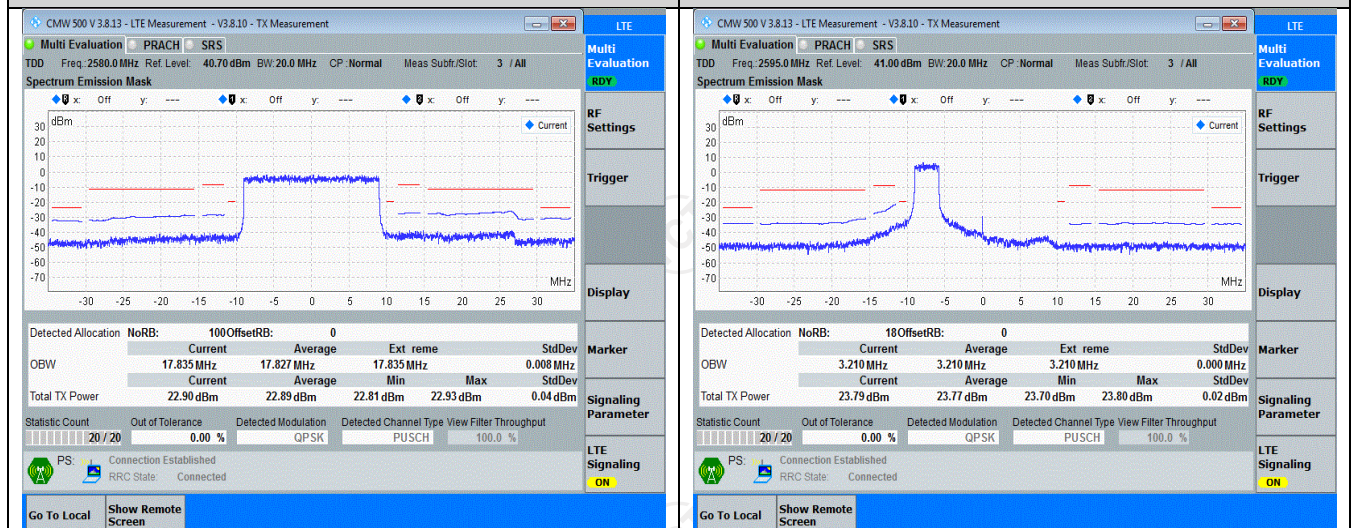 CMW 500 V 3.8.13 - LTE Measurement - V3.8.10 - TX Measurement
LTE
Multi Evaluation PRACH SRS
Multi
Evaluation
RDY
TDD Freq.:2580.0 MHz Ref. Level: 40.70 dBm BW:20.0 MHz CP :Normal Meas Subfr./Slot: 3 / All
Spectrum Emission Mask
x: Off y: --- x: Off y: --- x: Off y: ---
RF
Settings
dBm
Current
30
20
10
0
-10
-20
-30
-40
-50
-60
-70
MHz
-30 -25 -20 -15 -10 -5 0 5 10 15 20 25 30
Trigger
Display
Detected Allocation NoRB: 100 OffsetRB: 0
Current Average Ext reme StdDev
OBW 17.835 MHz 17.827 MHz 17.835 MHz 0.008 MHz
Current Average Min Max StdDev
Total TX Power 22.90 dBm 22.89 dBm 22.81 dBm 22.93 dBm 0.04 dBm
Marker
Signaling
Parameter
Statistic Count Out of Tolerance Detected Modulation Detected Channel Type View Filter Throughput
20 / 20 0.00 % QPSK PUSCH 100.0 %
PS: Connection Established
RRC State: Connected
LTE
Signaling
ON
Go To Local
Show Remote
Screen
CMW 500 V 3.8.13 - LTE Measurement - V3.8.10 - TX Measurement
LTE
Multi Evaluation PRACH SRS
Multi
Evaluation
RDY
TDD Freq.:2595.0 MHz Ref. Level: 41.00 dBm BW:20.0 MHz CP :Normal Meas Subfr./Slot: 3 / All
Spectrum Emission Mask
x: Off y: --- x: Off y: --- x: Off y: ---
RF
Settings
dBm
Current
30
20
10
0
-10
-20
-30
-40
-50
-60
-70
MHz
-30 -25 -20 -15 -10 -5 0 5 10 15 20 25 30
Trigger
Display
Detected Allocation NoRB: 18 OffsetRB: 0
Current Average Ext reme StdDev
OBW 3.210 MHz 3.210 MHz 3.210 MHz 0.000 MHz
Current Average Min Max StdDev
Total TX Power 23.79 dBm 23.77 dBm 23.70 dBm 23.80 dBm 0.02 dBm
Marker
Signaling
Parameter
Statistic Count Out of Tolerance Detected Modulation Detected Channel Type View Filter Throughput
20 / 20 0.00 % QPSK PUSCH 100.0 %
PS: Connection Established
RRC State: Connected
LTE
Signaling
ON
Go To Local
Show Remote
Screen